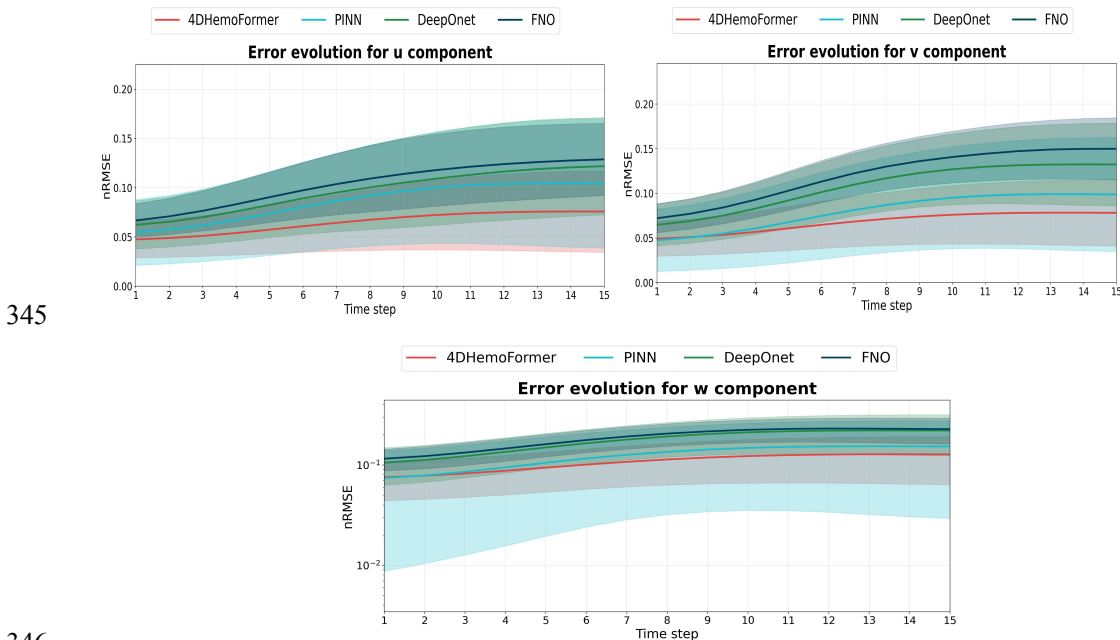 4DHemoFormer PINN DeepOnet FNO
Error evolution for u component
nRMSE
0.20
0.15
0.10
0.05
0.00
1 2 3 4 5 6 7 8 9 10 11 12 13 14 15
Time step
4DHemoFormer PINN DeepOnet FNO
Error evolution for v component
nRMSE
0.20
0.15
0.10
0.05
0.00
1 2 3 4 5 6 7 8 9 10 11 12 13 14 15
Time step
345
4DHemoFormer PINN DeepOnet FNO
Error evolution for w component
nRMSE
10⁻¹
10⁻²
1 2 3 4 5 6 7 8 9 10 11 12 13 14 15
Time step